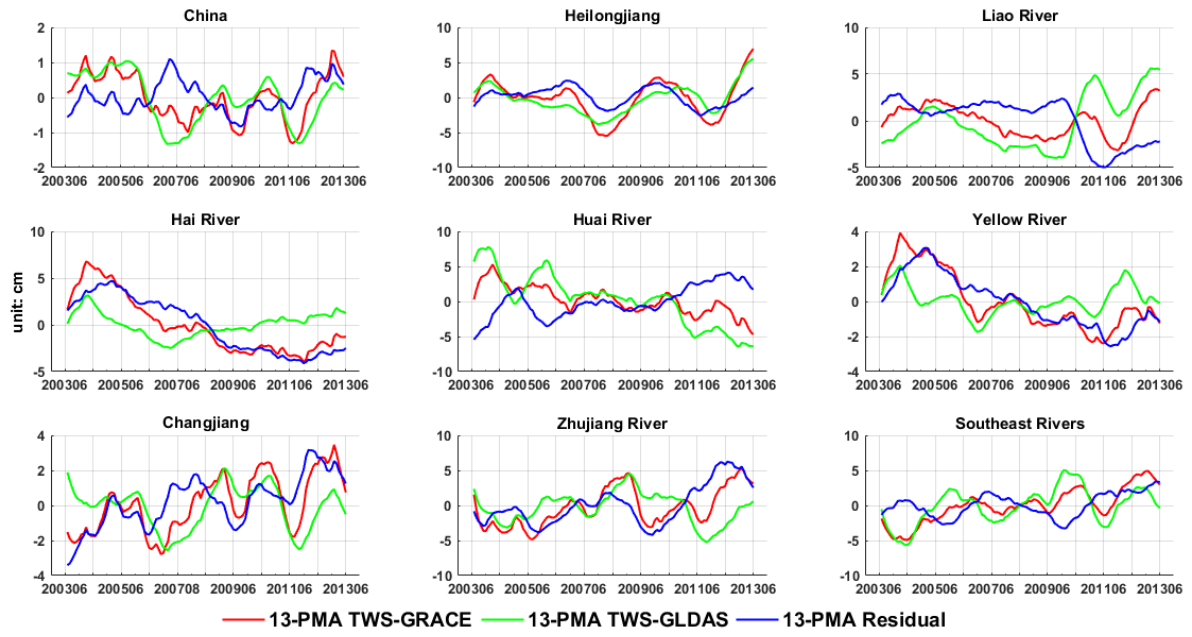 China
Heilongjiang
Liao River
2
1
0
-1
-2
10
5
0
-5
-10
5
0
-5
200306 200506 200706 200906 201106 201306
200306 200506 200706 200906 201106 201306
200306 200506 200706 200906 201106 201306
Hai River
Huai River
Yellow River
unit: cm
10
5
0
-5
10
5
0
-5
-10
4
2
0
-2
-4
200306 200506 200706 200906 201106 201306
200306 200506 200706 200906 201106 201306
200306 200506 200706 200906 201106 201306
Changjiang
Zhujiang River
Southeast Rivers
4
2
0
-2
-4
10
5
0
-5
-10
10
5
0
-5
-10
200306 200506 200706 200906 201106 201306
200306 200506 200706 200906 201106 201306
200306 200506 200706 200906 201106 201306
13-PMA TWS-GRACE 13-PMA TWS-GLDAS 13-PMA Residual